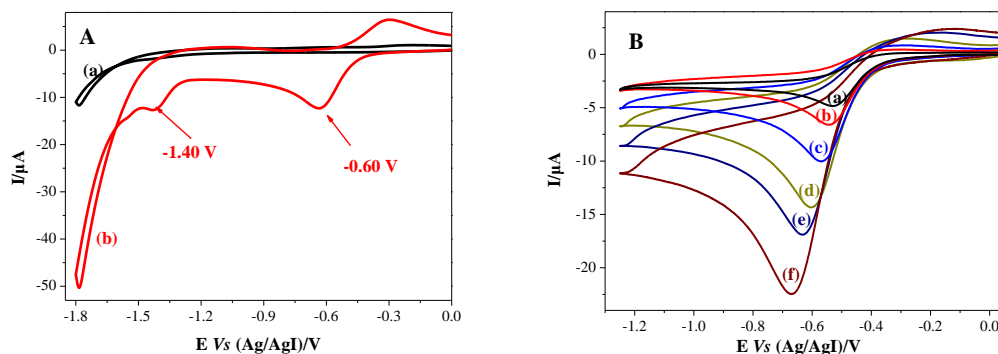 A
I/µA
0
-10
-20
-30
-40
-50
(a)
(b)
-1.40 V
-0.60 V
-1.8
-1.5
-1.2
-0.9
-0.6
-0.3
0.0
E Vs (Ag/AgI)/V
B
I/µA
0
-5
-10
-15
-20
(a)
(b)
(c)
(d)
(e)
(f)
-1.2
-1.0
-0.8
-0.6
-0.4
-0.2
0.0
E Vs (Ag/AgI)/V